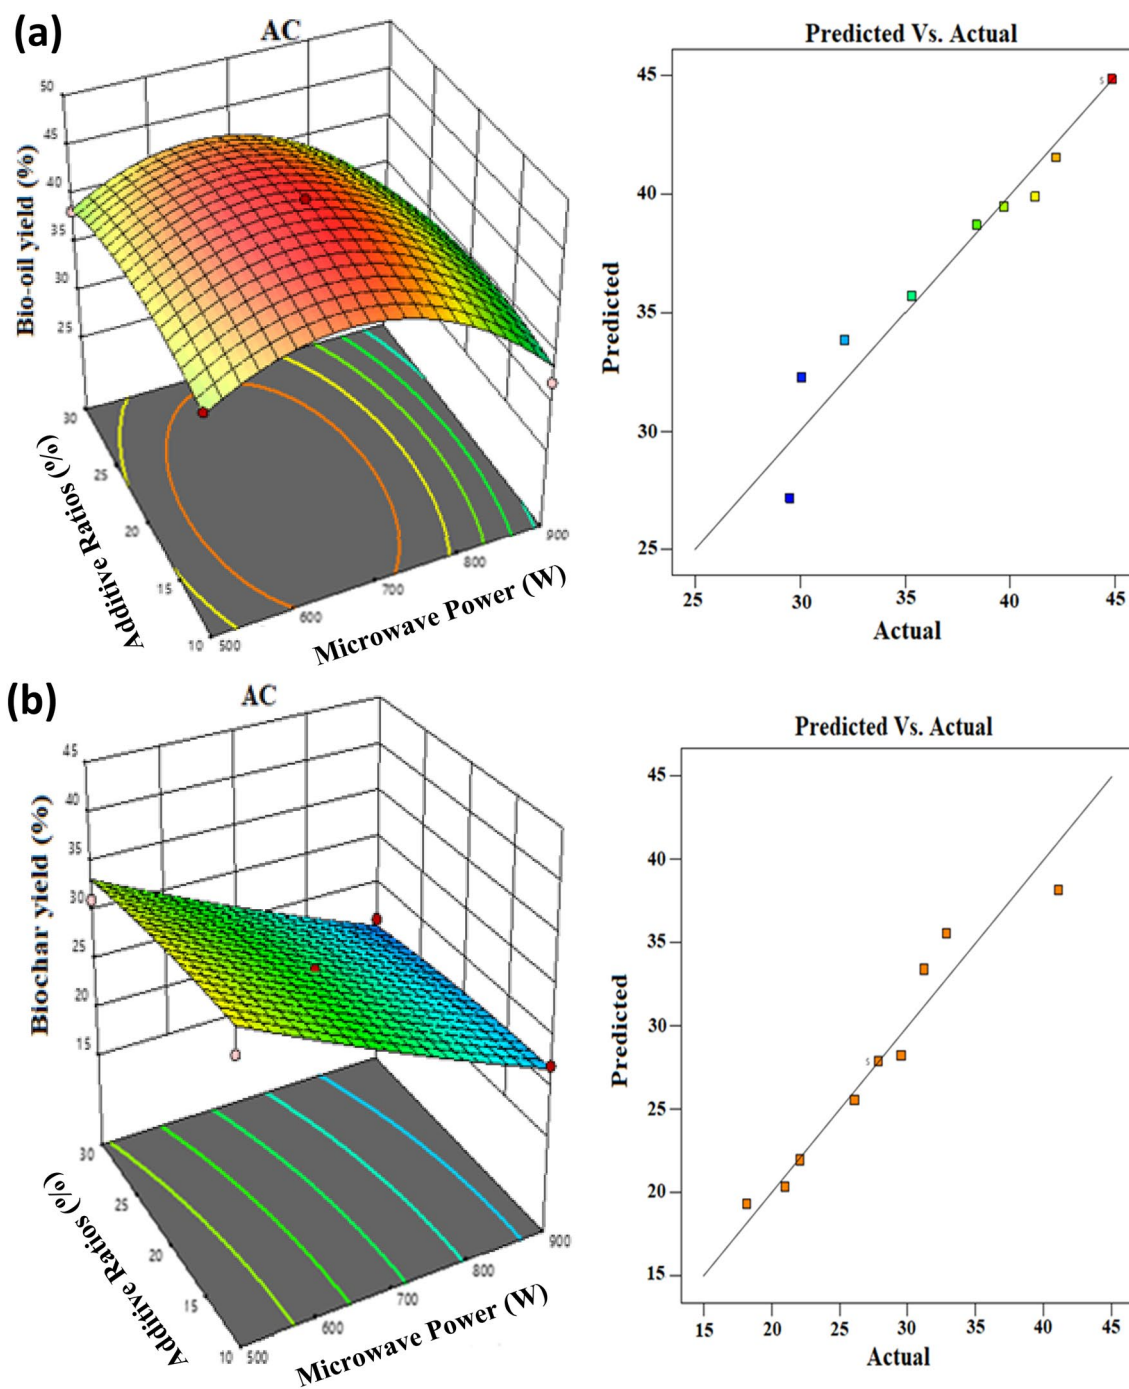 (a)
AC
50
45
40
35
30
25
Bio-oil yield (%)
30
25
20
15
10
Additive Ratios (%)
500
600
700
800
900
Microwave Power (W)
Predicted Vs. Actual
45
40
35
30
25
Predicted
5
25 30 35 40 45
Actual
(b)
AC
45
40
35
30
25
20
15
Biochar yield (%)
30
25
20
15
10
Additive Ratios (%)
500
600
700
800
900
Microwave Power (W)
Predicted Vs. Actual
45
40
35
30
25
20
15
Predicted
5
15 20 25 30 35 40 45
Actual